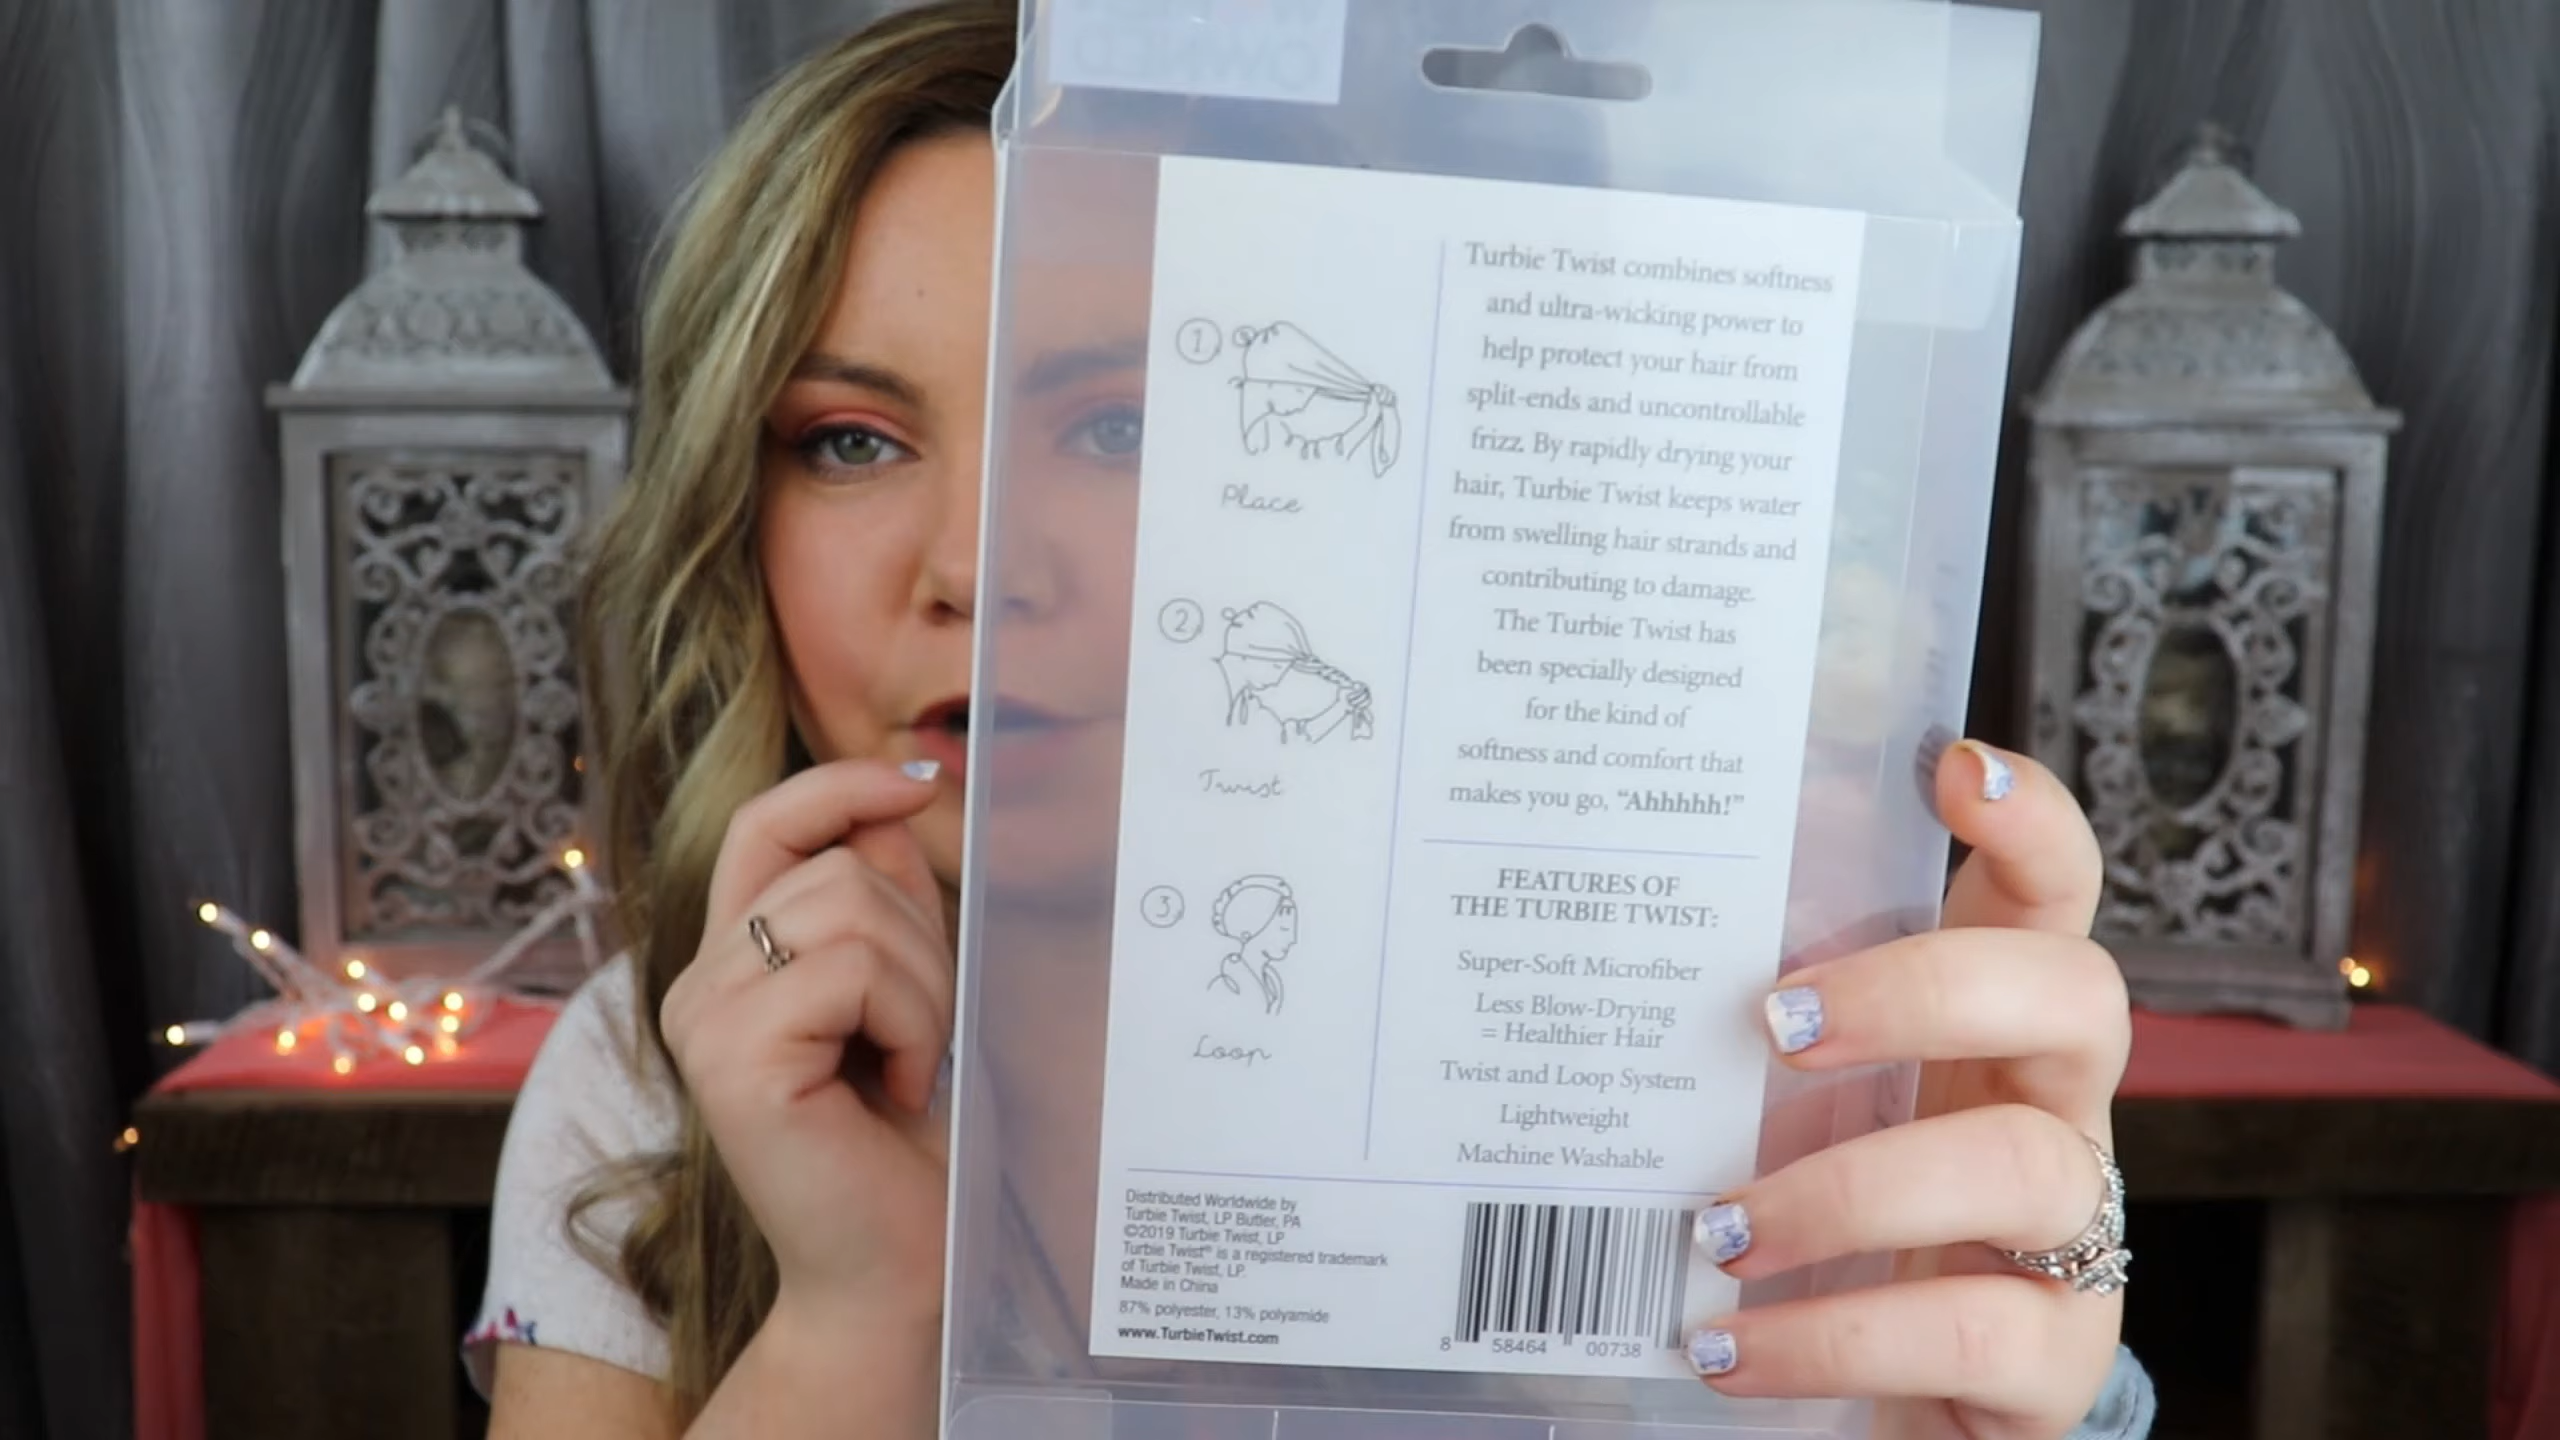 OWNED
1
Place
2
Twist
3
Loop
Turbie Twist combines softness
and ultra-wicking power to
help protect your hair from
split-ends and uncontrollable
frizz. By rapidly drying your
hair, Turbie Twist keeps water
from swelling hair strands and
contributing to damage.
The Turbie Twist has
been specially designed
for the kind of
softness and comfort that
makes you go, “Ahhhhh!”
FEATURES OF
THE TURBIE TWIST:
Super-Soft Microfiber
Less Blow-Drying
= Healthier Hair
Twist and Loop System
Lightweight
Machine Washable
Distributed Worldwide by
Turbie Twist, LP Butler, PA
©2019 Turbie Twist, LP
Turbie Twist® is a registered trademark
of Turbie Twist, LP.
Made in China
87% polyester, 13% polyamide
www.TurbieTwist.com
8 58464 00738